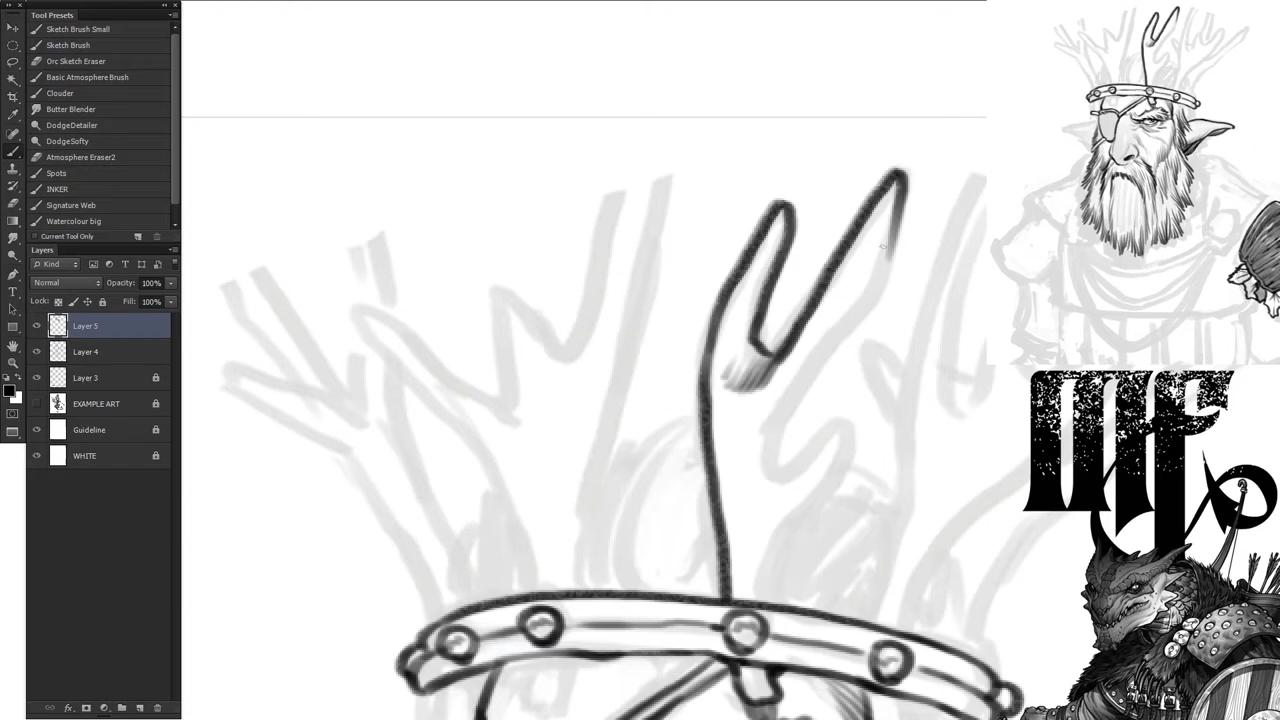 Tool Presets
Sketch Brush Small
Sketch Brush
Orc Sketch Eraser
Basic Atmosphere Brush
Clouder
Butter Blender
DodgeDetailer
DodgeSofty
Atmosphere Eraser2
Spots
INKER
Signature Web
Watercolour big
Current Tool Only
Layers
Kind
Normal
Opacity: 100%
Lock:
Fill: 100%
Layer 5
Layer 4
Layer 3
EXAMPLE ART
Guideline
WHITE
fx